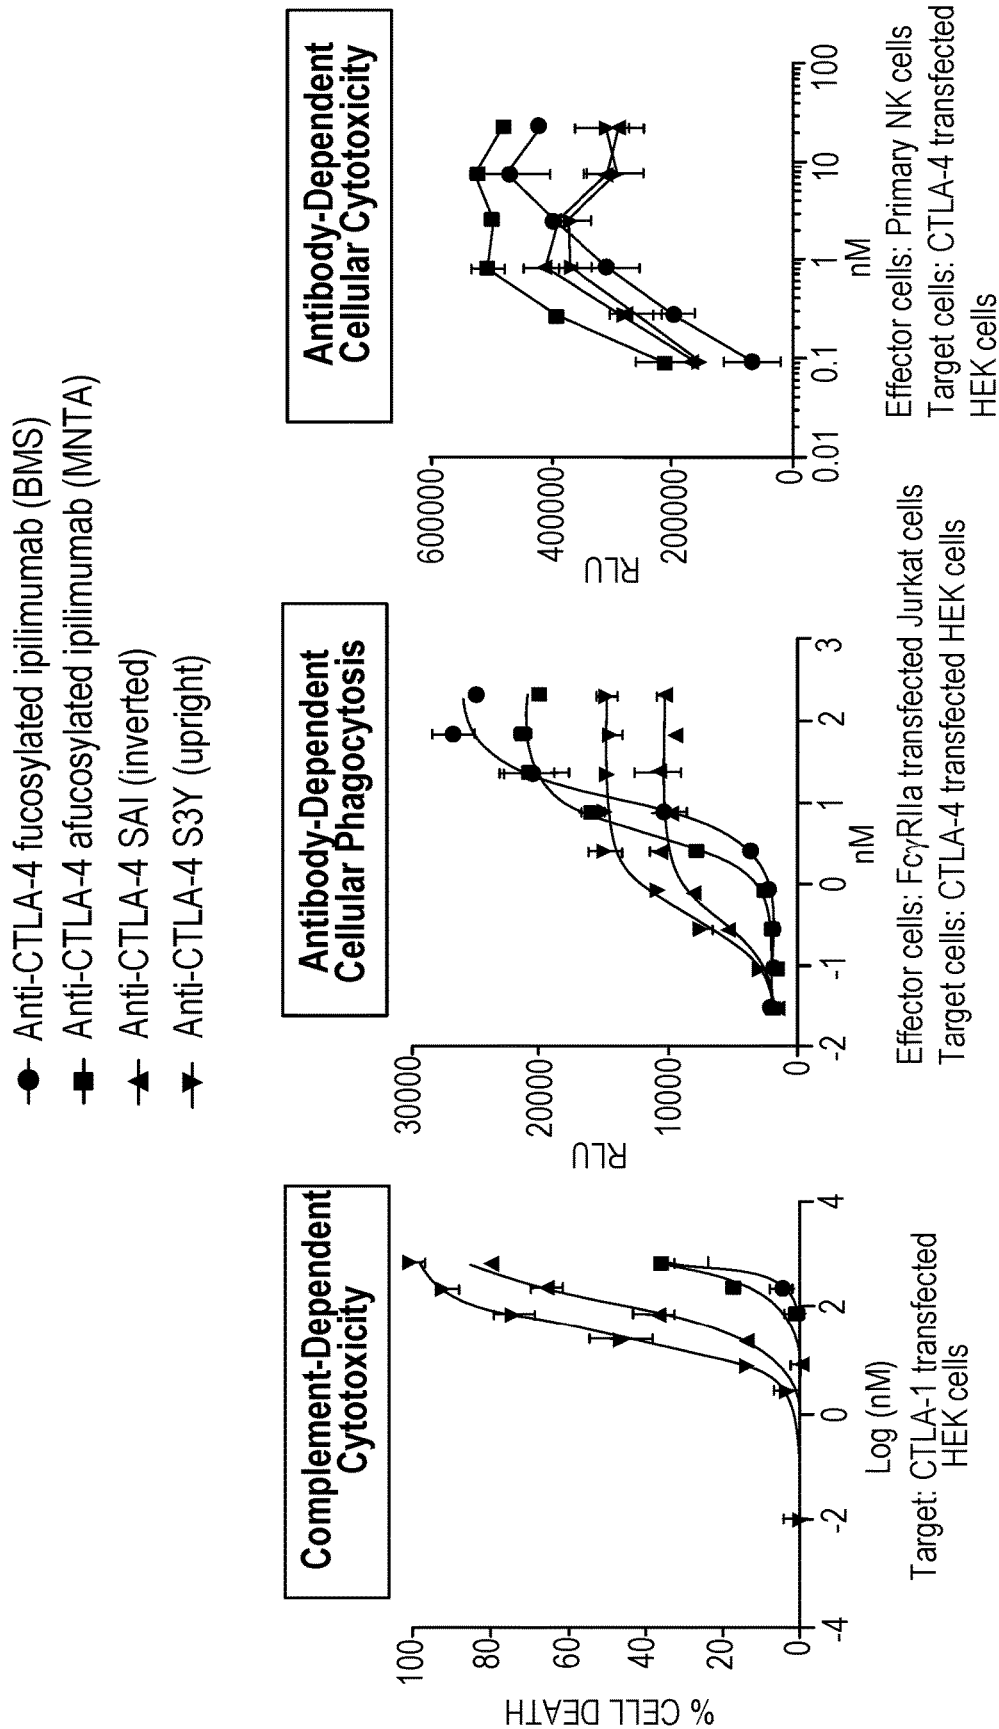 Anti-CTLA-4 fucosylated ipilimumab (BMS)
Anti-CTLA-4 afucosylated ipilimumab (MNTA)
Anti-CTLA-4 SAI (inverted)
Anti-CTLA-4 S3Y (upright)
Complement-Dependent
Cytotoxicity
% CELL DEATH
100
80
60
40
20
0
-4
-2
0
2
4
Log (nM)
Target: CTLA-1 transfected
HEK cells
Antibody-Dependent
Cellular Phagocytosis
RLU
30000
20000
10000
0
-2
-1
0
1
2
3
nM
Effector cells: FcγRIIa transfected Jurkat cells
Target cells: CTLA-4 transfected HEK cells
Antibody-Dependent
Cellular Cytotoxicity
RLU
600000
400000
200000
0
0.01
0.1
1
10
100
nM
Effector cells: Primary NK cells
Target cells: CTLA-4 transfected
HEK cells